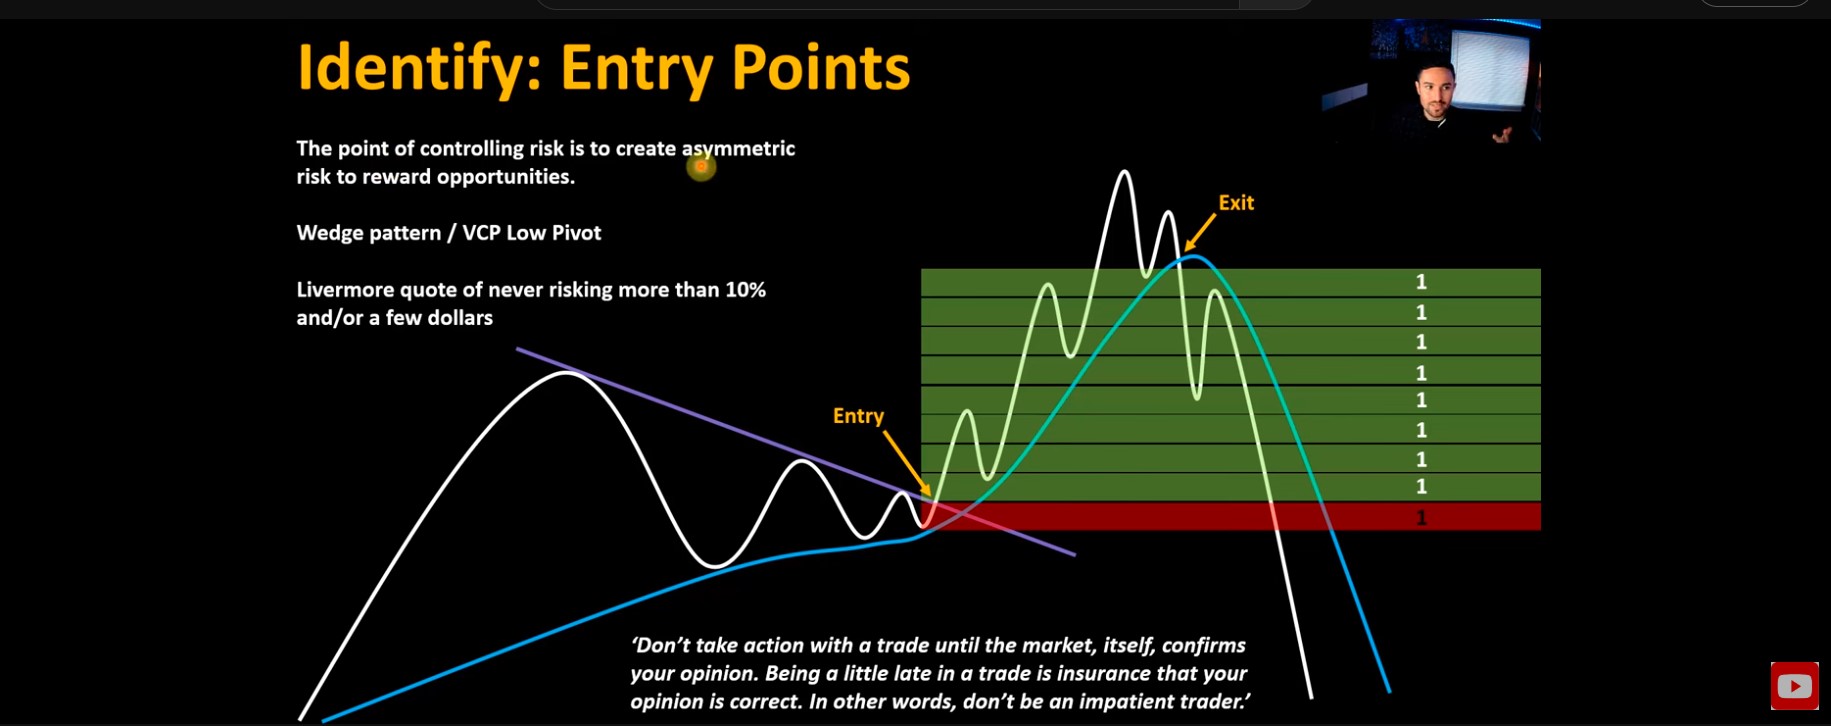 Identify: Entry Points
The point of controlling risk is to create asymmetric
risk to reward opportunities.
Wedge pattern / VCP Low Pivot
Livermore quote of never risking more than 10%
and/or a few dollars
Exit
Entry
1
1
1
1
1
1
1
1
1
‘Don’t take action with a trade until the market, itself, confirms
your opinion. Being a little late in a trade is insurance that your
opinion is correct. In other words, don’t be an impatient trader.’